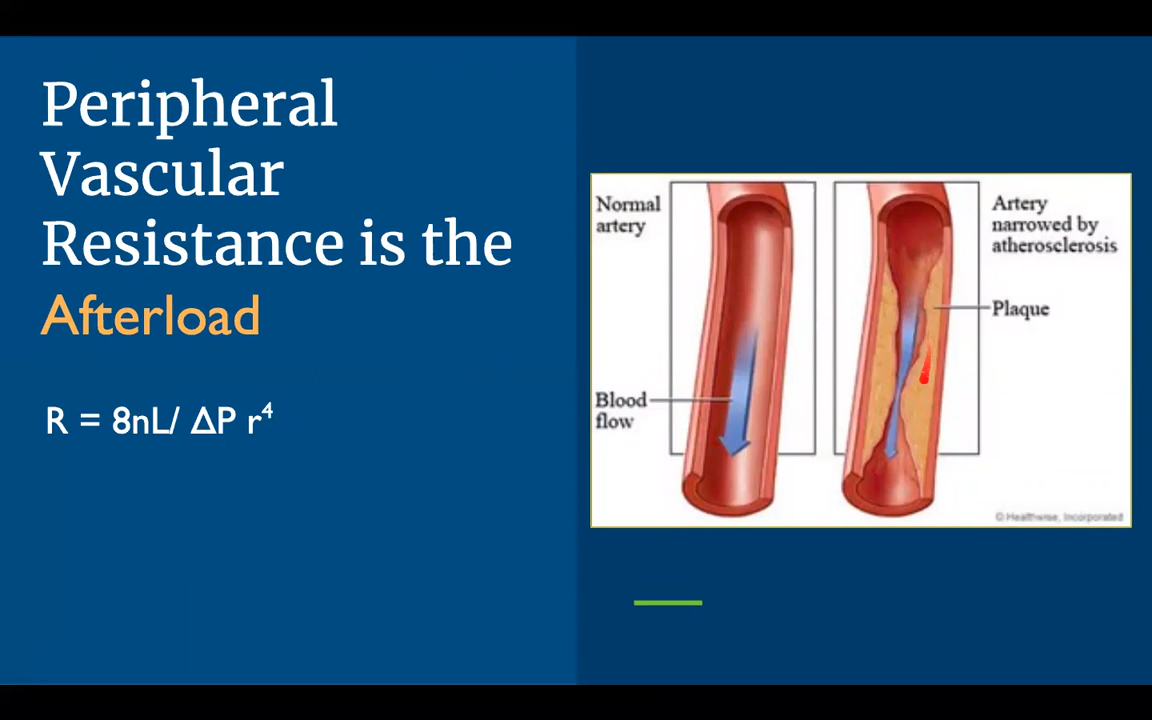 Peripheral
Vascular
Resistance is the
Afterload
R = 8nL/ ΔP r⁴
Normal
artery
Blood
flow
Artery
narrowed by
atherosclerosis
Plaque
© Healthwise, Incorporated